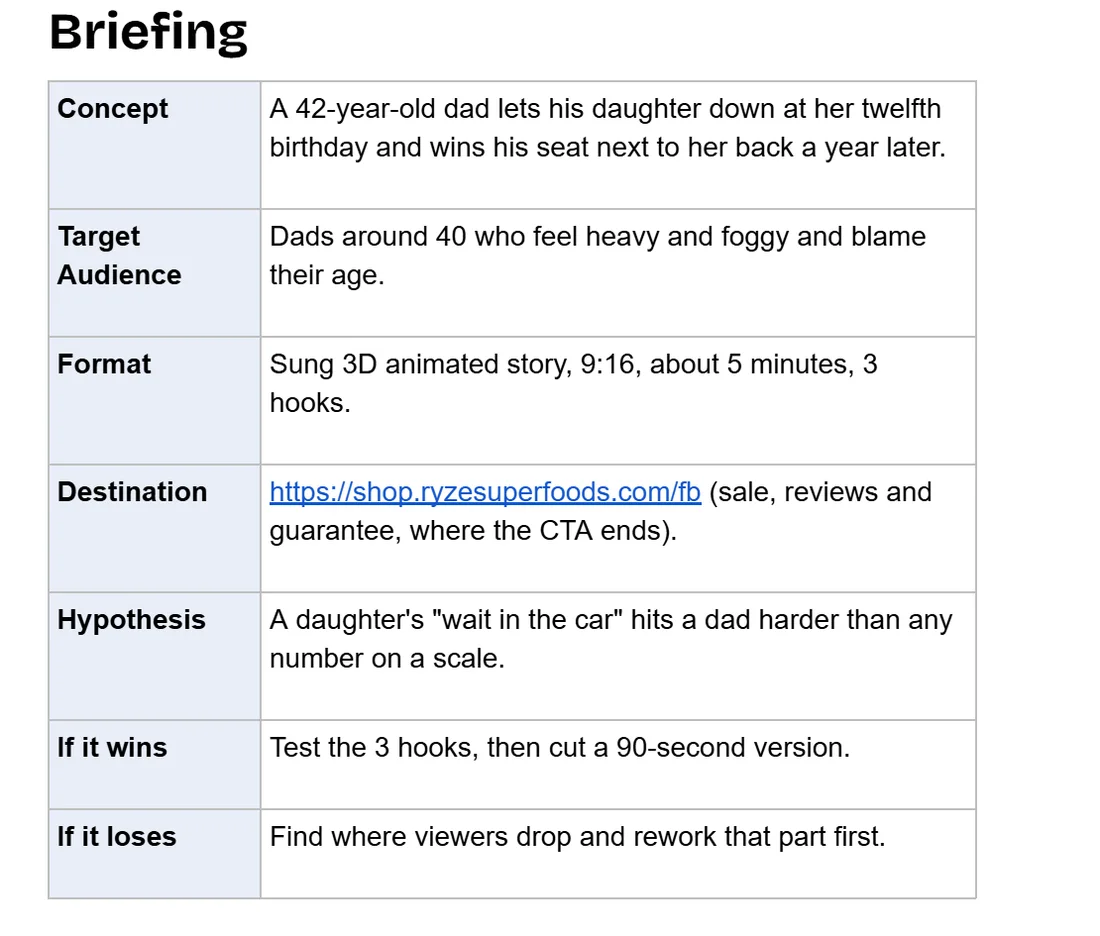 Briefing
Concept
A 42-year-old dad lets his daughter down at her twelfth
birthday and wins his seat next to her back a year later.
Target
Audience
Dads around 40 who feel heavy and foggy and blame
their age.
Format
Sung 3D animated story, 9:16, about 5 minutes, 3
hooks.
Destination
https://shop.ryzesuperfoods.com/fb (sale, reviews and
guarantee, where the CTA ends).
Hypothesis
A daughter's "wait in the car" hits a dad harder than any
number on a scale.
If it wins
Test the 3 hooks, then cut a 90-second version.
If it loses
Find where viewers drop and rework that part first.